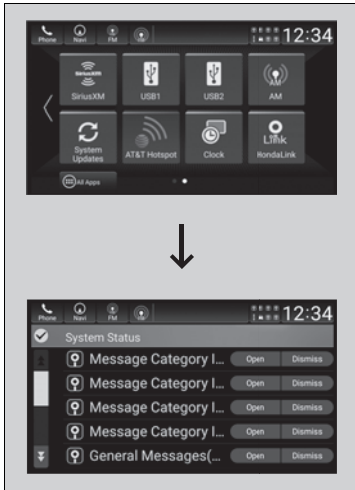 Phone Navi FM 12:34
SiriusXM
SiriusXM USB1 USB2 AM
System
Updates AT&T Hotspot Clock Link
HondaLink
All Apps
Phone Navi FM 12:34
System Status
Message Category I... Open Dismiss
Message Category I... Open Dismiss
Message Category I... Open Dismiss
Message Category I... Open Dismiss
General Messages(... Open Dismiss